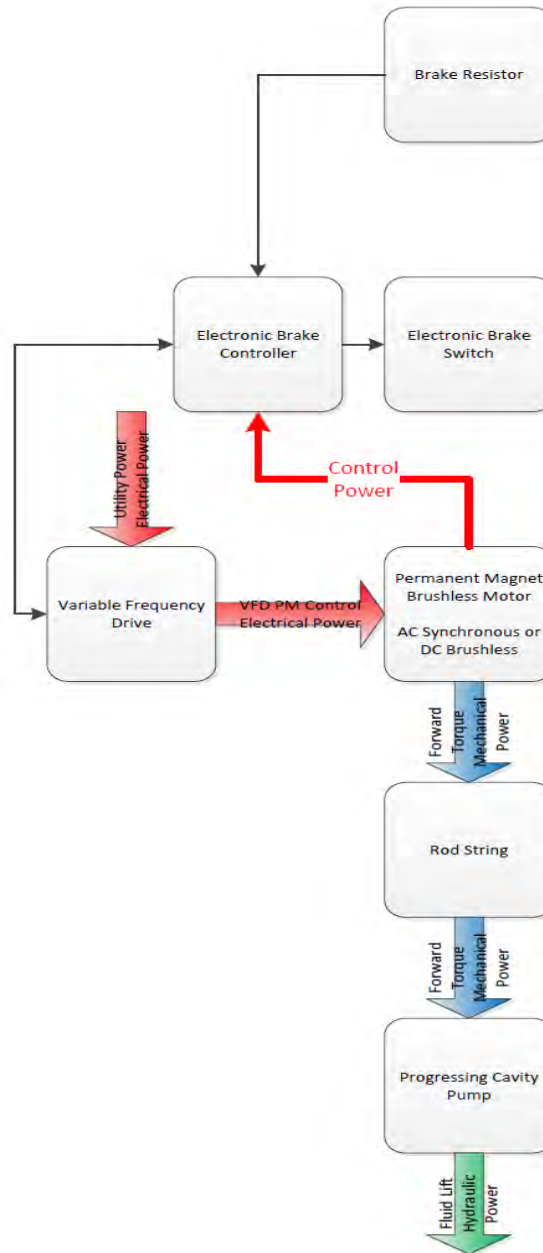 Brake Resistor
Electronic Brake
Controller
Electronic Brake
Switch
Control
Power
Utility Power
Electrical Power
Variable Frequency
Drive
VFD PM Control
Electrical Power
Permanent Magnet
Brushless Motor
AC Synchronous or
DC Brushless
Forward
Torque
Mechanical
Power
Rod String
Forward
Torque
Mechanical
Power
Progressing Cavity
Pump
Fluid Lift
Hydraulic
Power